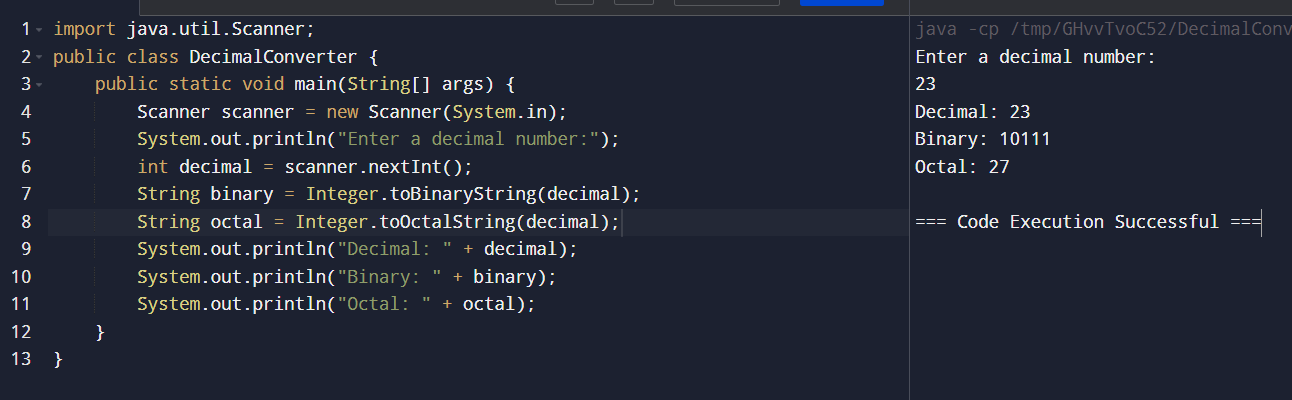 1 import java.util.Scanner;
2 public class DecimalConverter {
3     public static void main(String[] args) {
4         Scanner scanner = new Scanner(System.in);
5         System.out.println("Enter a decimal number:");
6         int decimal = scanner.nextInt();
7         String binary = Integer.toBinaryString(decimal);
8         String octal = Integer.toOctalString(decimal);
9         System.out.println("Decimal: " + decimal);
10         System.out.println("Binary: " + binary);
11         System.out.println("Octal: " + octal);
12     }
13 }
java -cp /tmp/GHvvTvoC52/DecimalConv
Enter a decimal number:
23
Decimal: 23
Binary: 10111
Octal: 27
=== Code Execution Successful ===